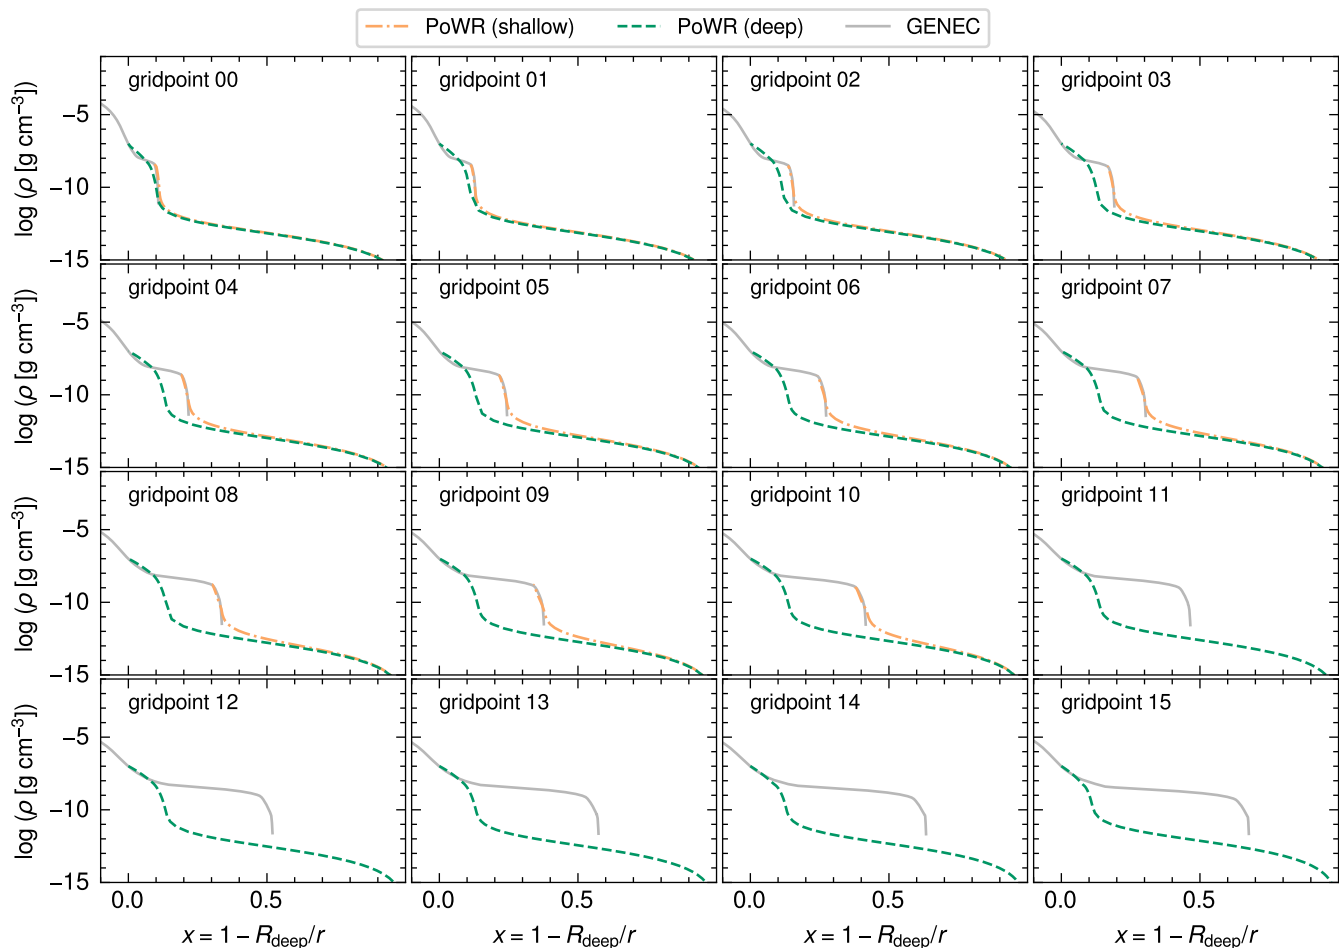 PoWR (shallow) PoWR (deep) GENEC
gridpoint 00 gridpoint 01 gridpoint 02 gridpoint 03
log (ρ [g cm⁻³])
−5
−10
−15
gridpoint 04 gridpoint 05 gridpoint 06 gridpoint 07
log (ρ [g cm⁻³])
−5
−10
−15
gridpoint 08 gridpoint 09 gridpoint 10 gridpoint 11
log (ρ [g cm⁻³])
−5
−10
−15
gridpoint 12 gridpoint 13 gridpoint 14 gridpoint 15
log (ρ [g cm⁻³])
−5
−10
−15
0.0 0.5 0.0 0.5 0.0 0.5 0.0 0.5
x = 1 − R_deep/r x = 1 − R_deep/r x = 1 − R_deep/r x = 1 − R_deep/r